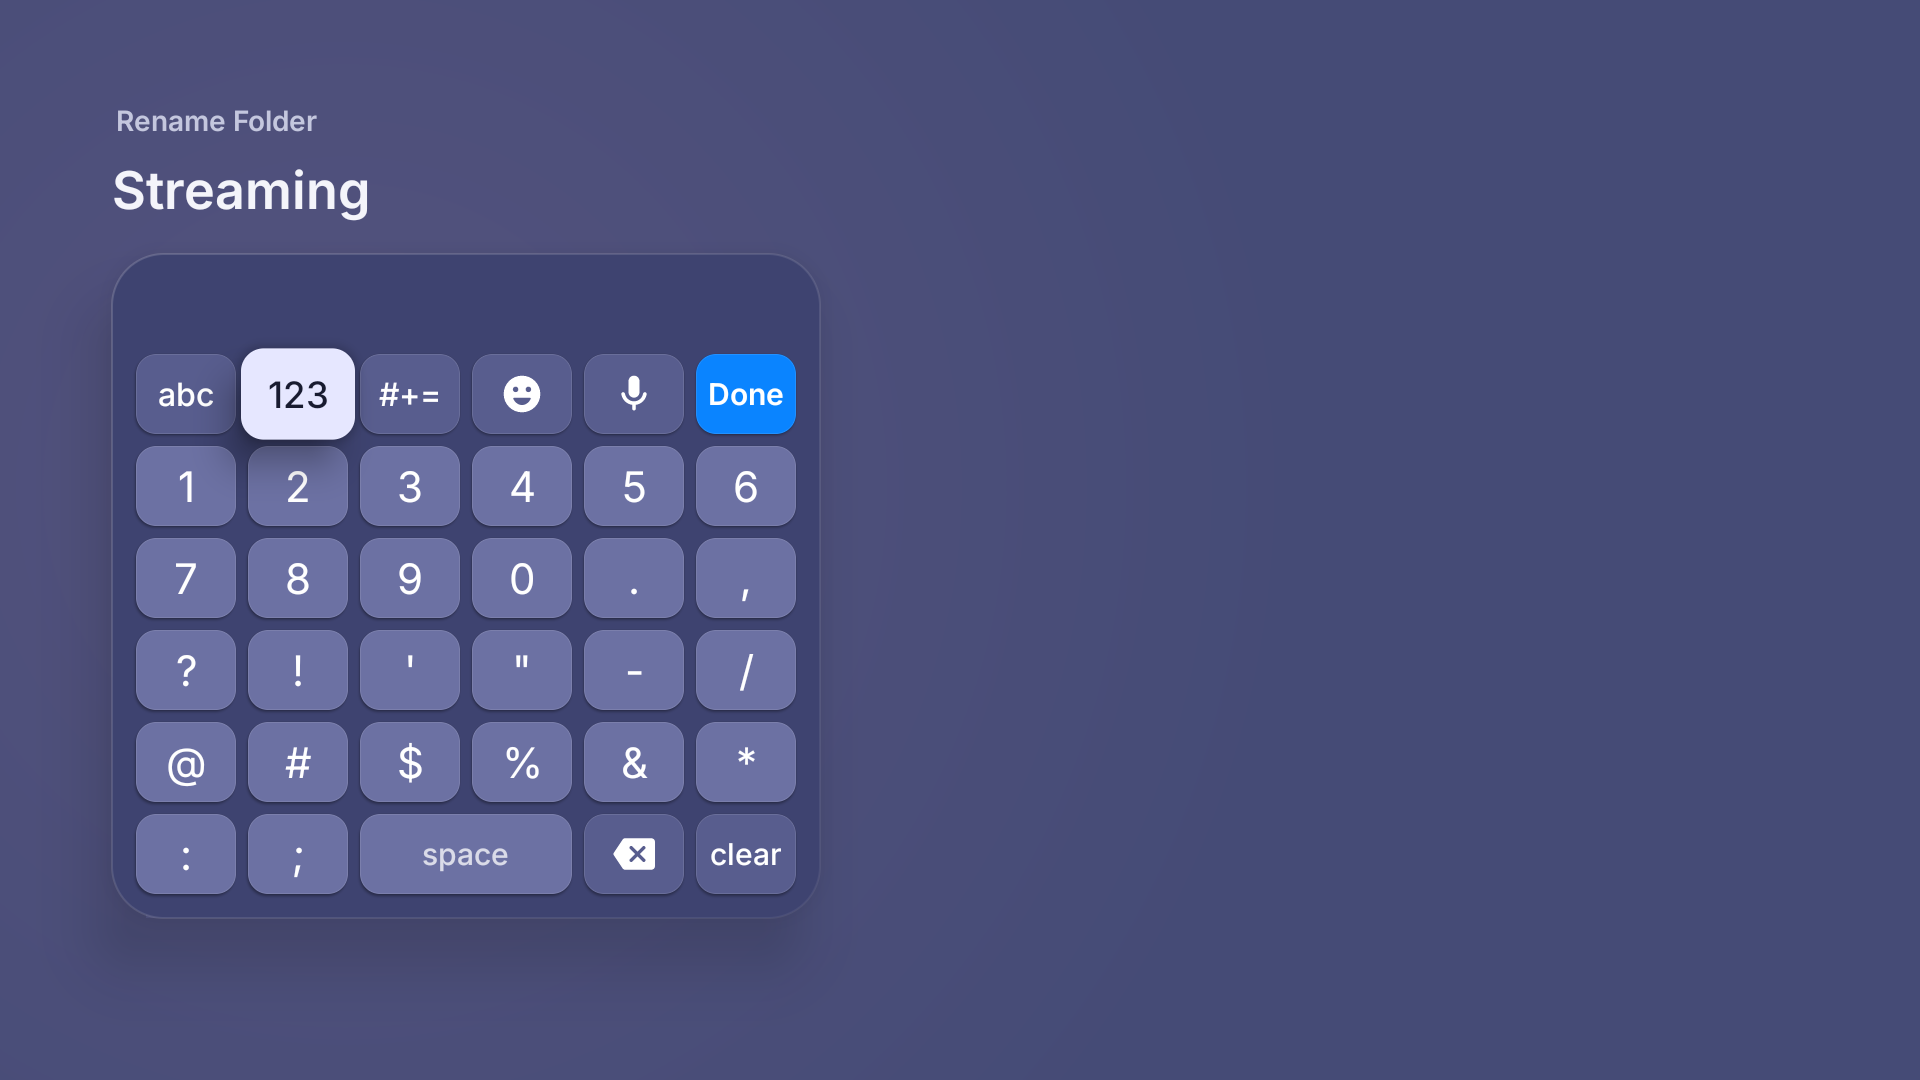 Rename Folder
Streaming
abc 123 #+= Done
1 2 3 4 5 6
7 8 9 0 . ,
? ! ' " - /
@ # $ % & *
: ; space clear